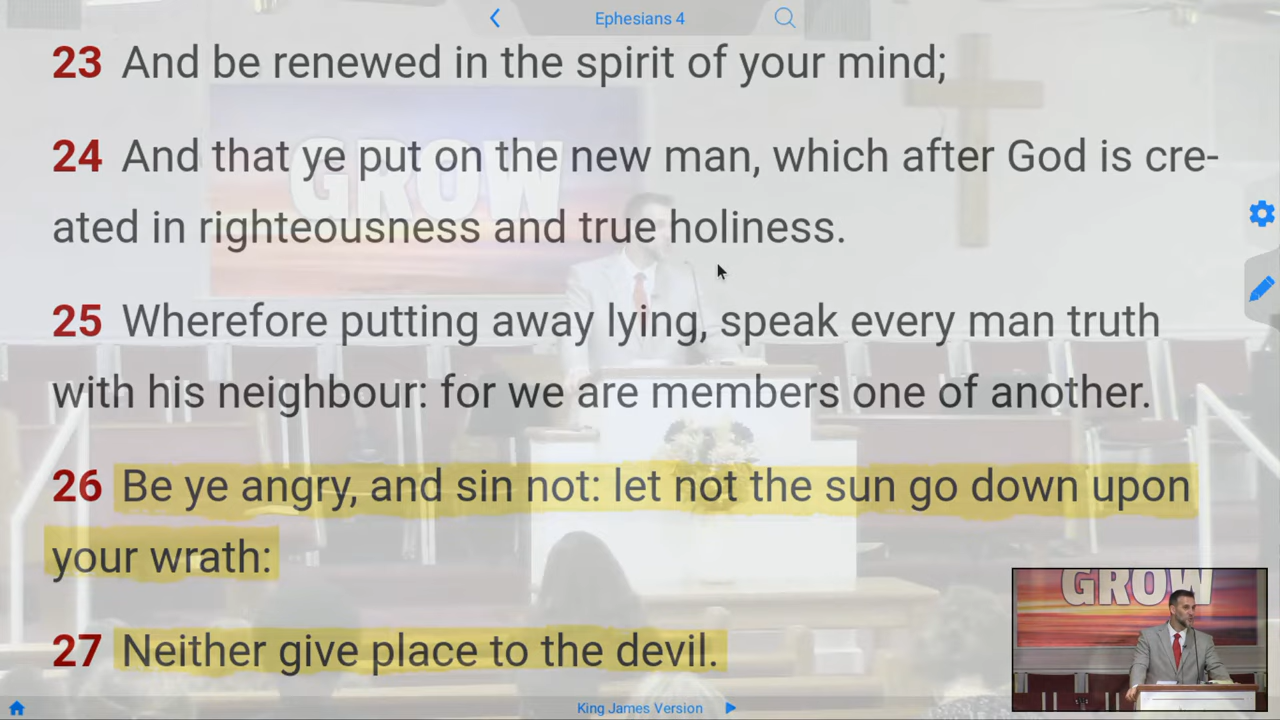 Ephesians 4
23 And be renewed in the spirit of your mind;
24 And that ye put on the new man, which after God is cre-
ated in righteousness and true holiness.
25 Wherefore putting away lying, speak every man truth
with his neighbour: for we are members one of another.
26 Be ye angry, and sin not: let not the sun go down upon
your wrath:
27 Neither give place to the devil.
GROW
GROW
King James Version